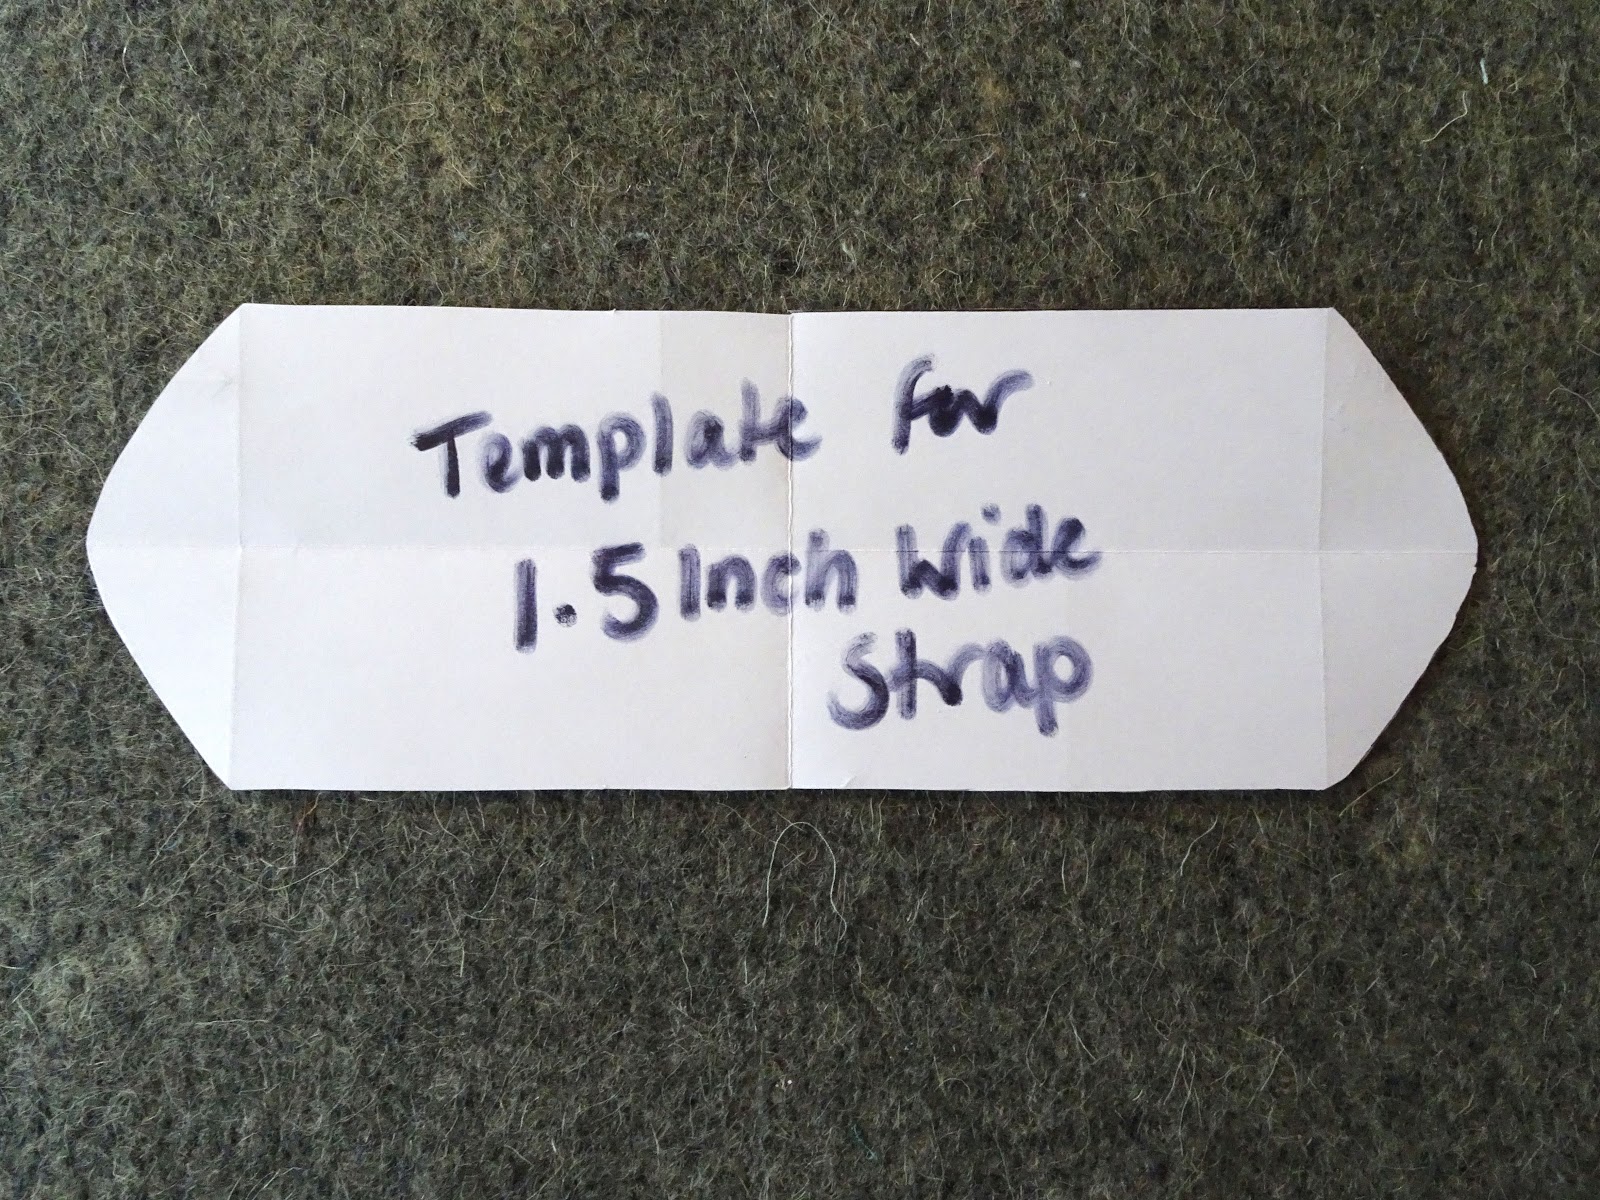 Template for
1.5 Inch Wide
Strap